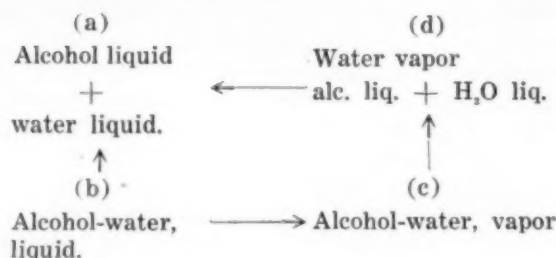 (a)
Alcohol liquid
+
water liquid.
(d)
Water vapor
alc. liq. + H₂O liq.
(b)
Alcohol-water,
liquid.
(c)
Alcohol-water, vapor